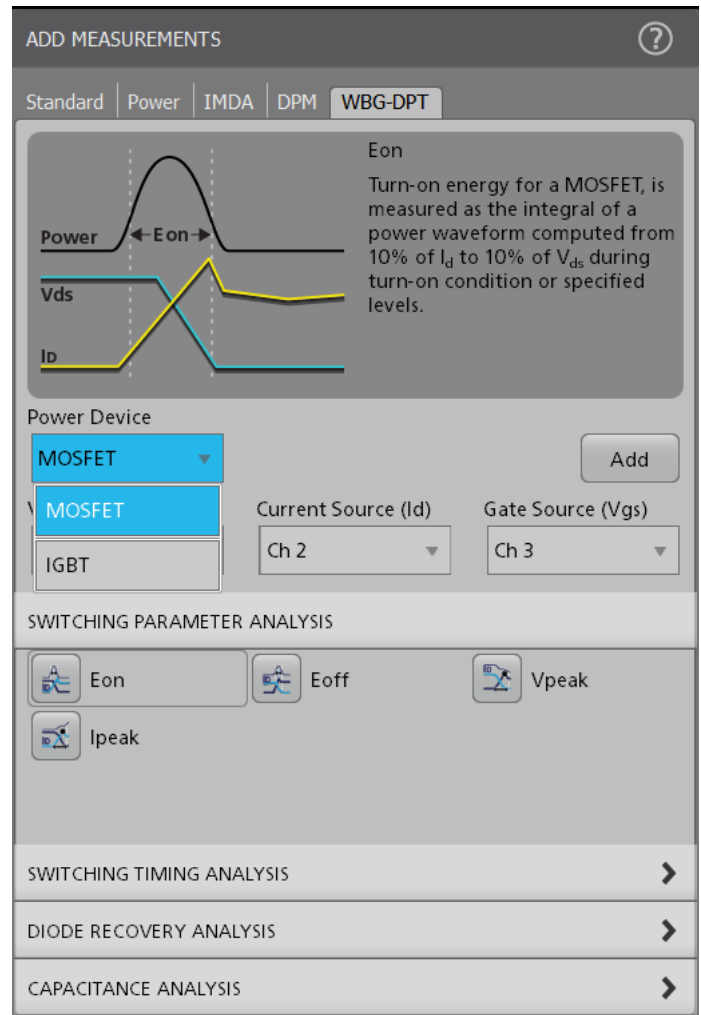 ADD MEASUREMENTS
?
Standard Power IMDA DPM WBG-DPT
Eon
Turn-on energy for a MOSFET, is
measured as the integral of a
power waveform computed from
10% of Id to 10% of Vds during
turn-on condition or specified
levels.
Power
Eon
Vds
ID
Power Device
MOSFET
Add
MOSFET
IGBT
V
Current Source (Id)
Gate Source (Vgs)
Ch 2
Ch 3
SWITCHING PARAMETER ANALYSIS
Eon
Eoff
Vpeak
Ipeak
SWITCHING TIMING ANALYSIS
DIODE RECOVERY ANALYSIS
CAPACITANCE ANALYSIS